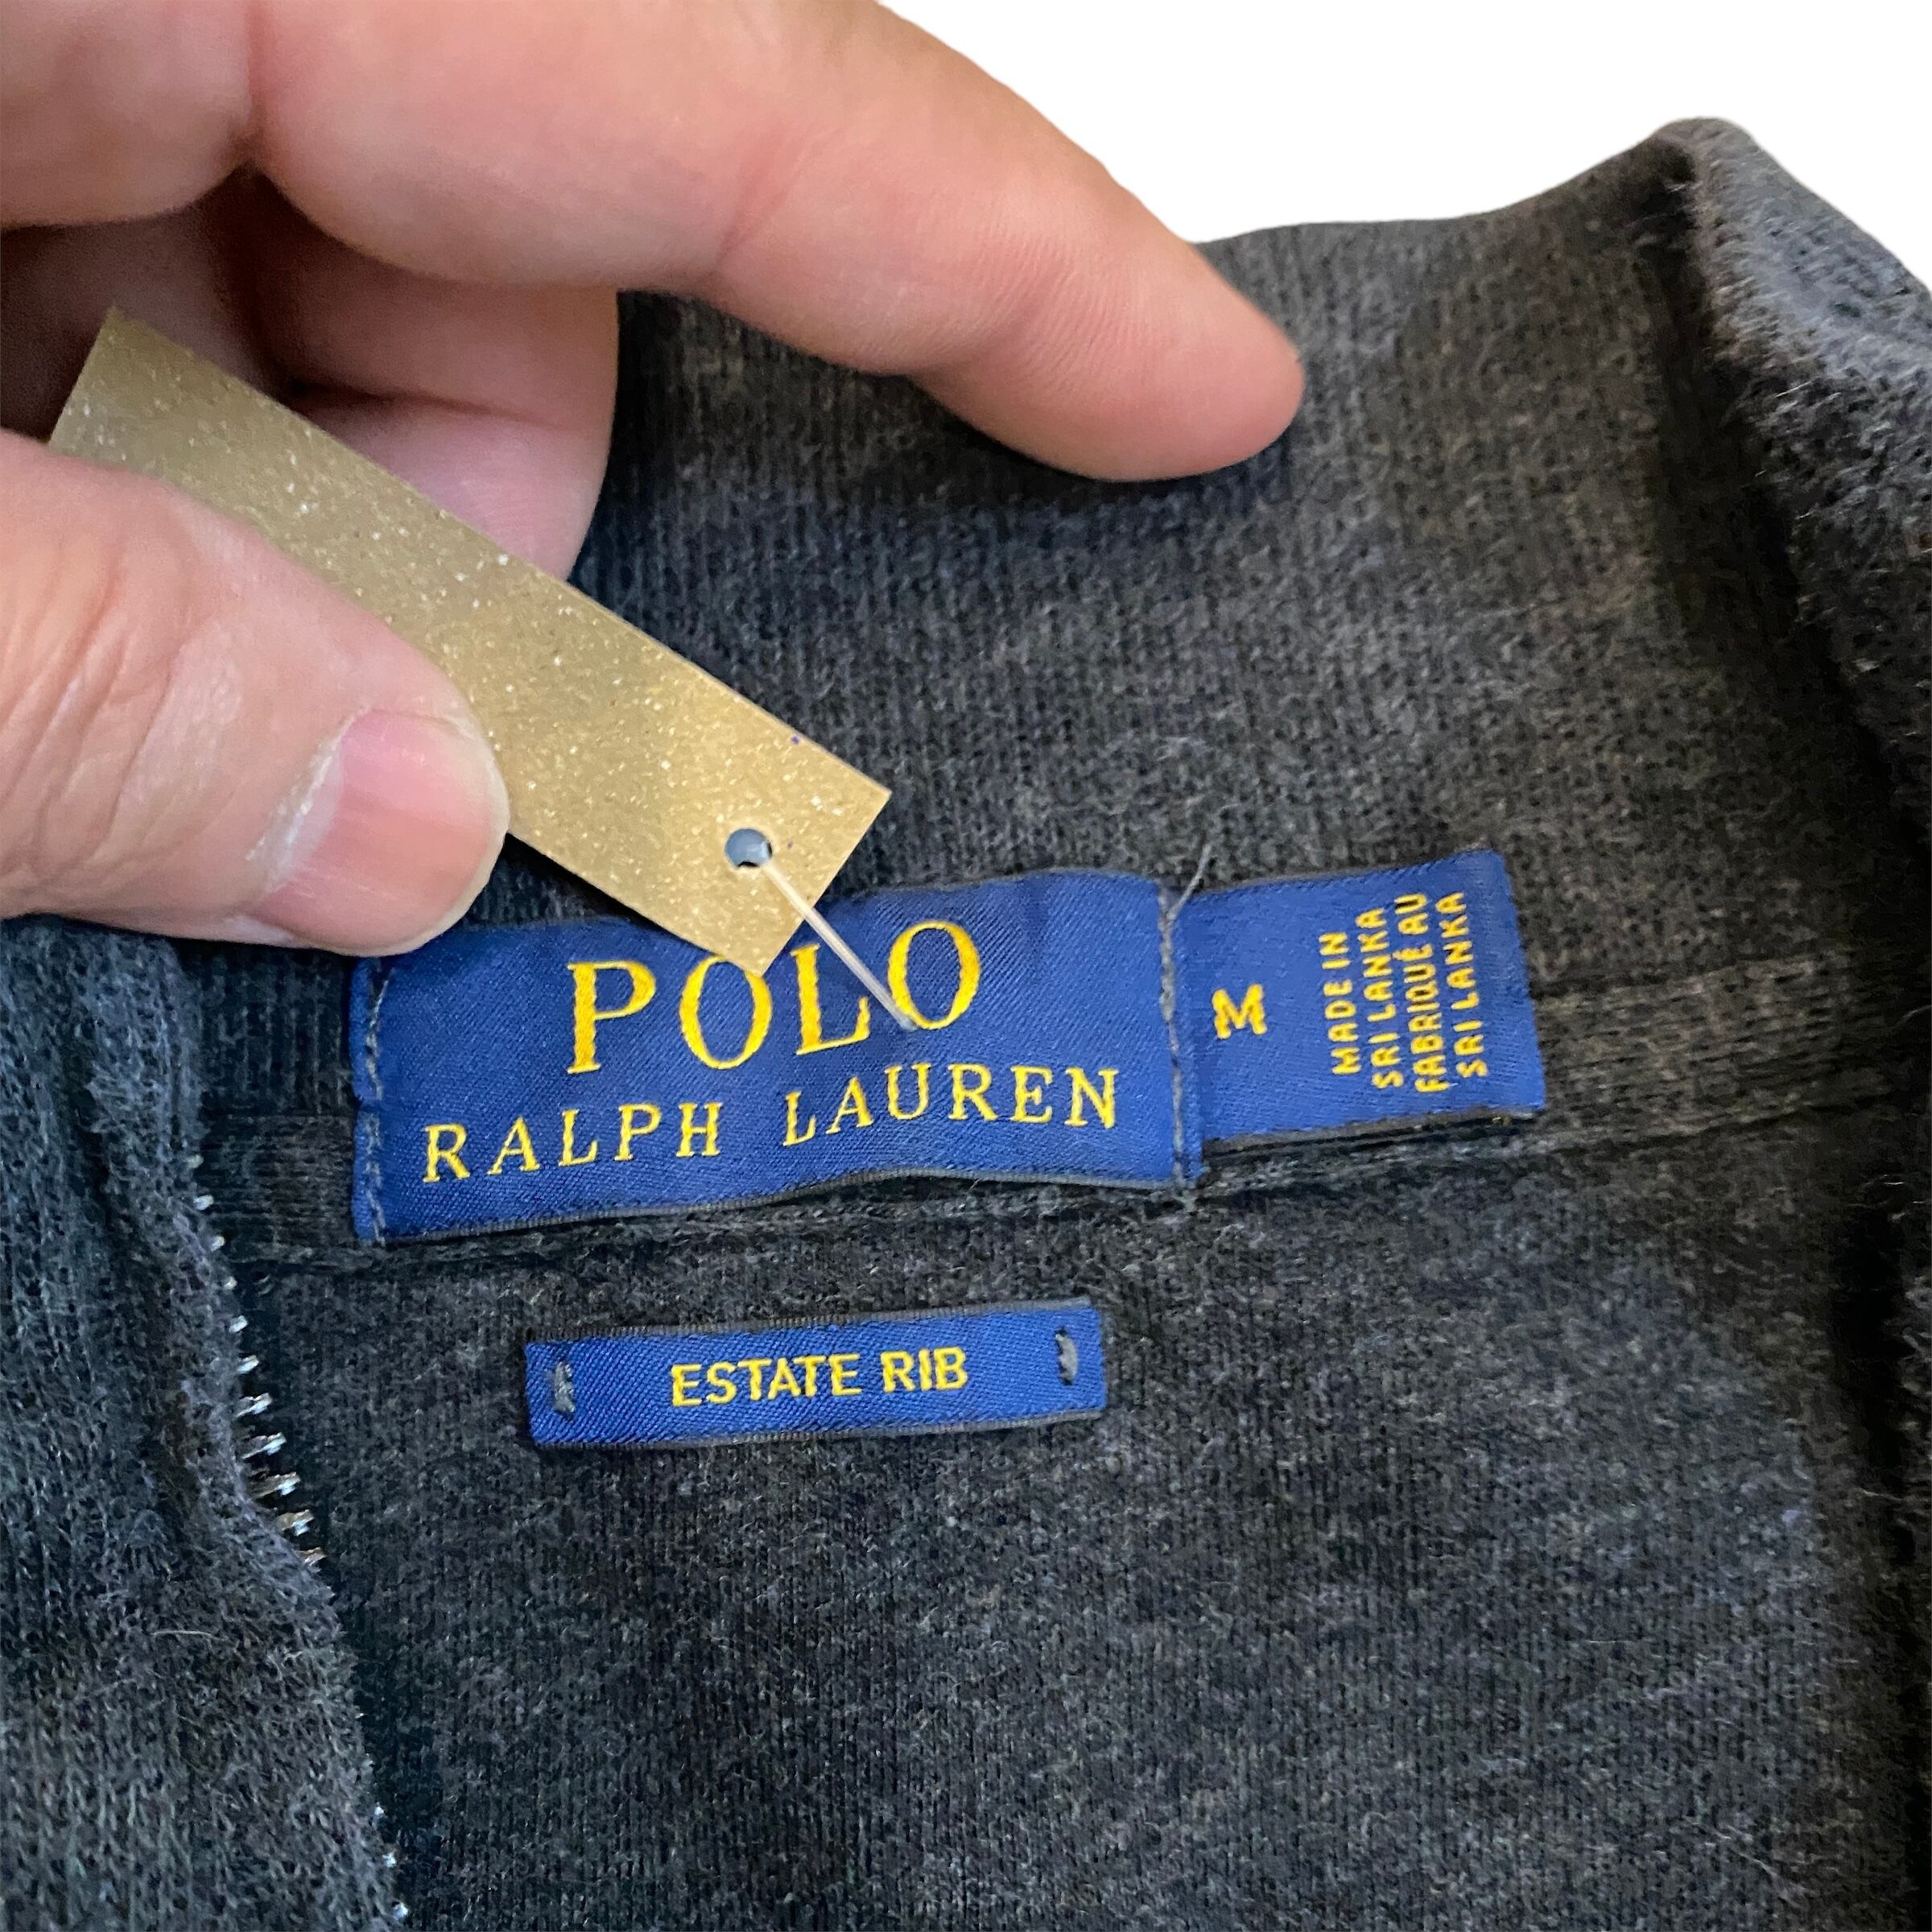 POLO
RALPH LAUREN
M
MADE IN
SRI LANKA
FABRIQUÉ AU
SRI LANKA
ESTATE RIB